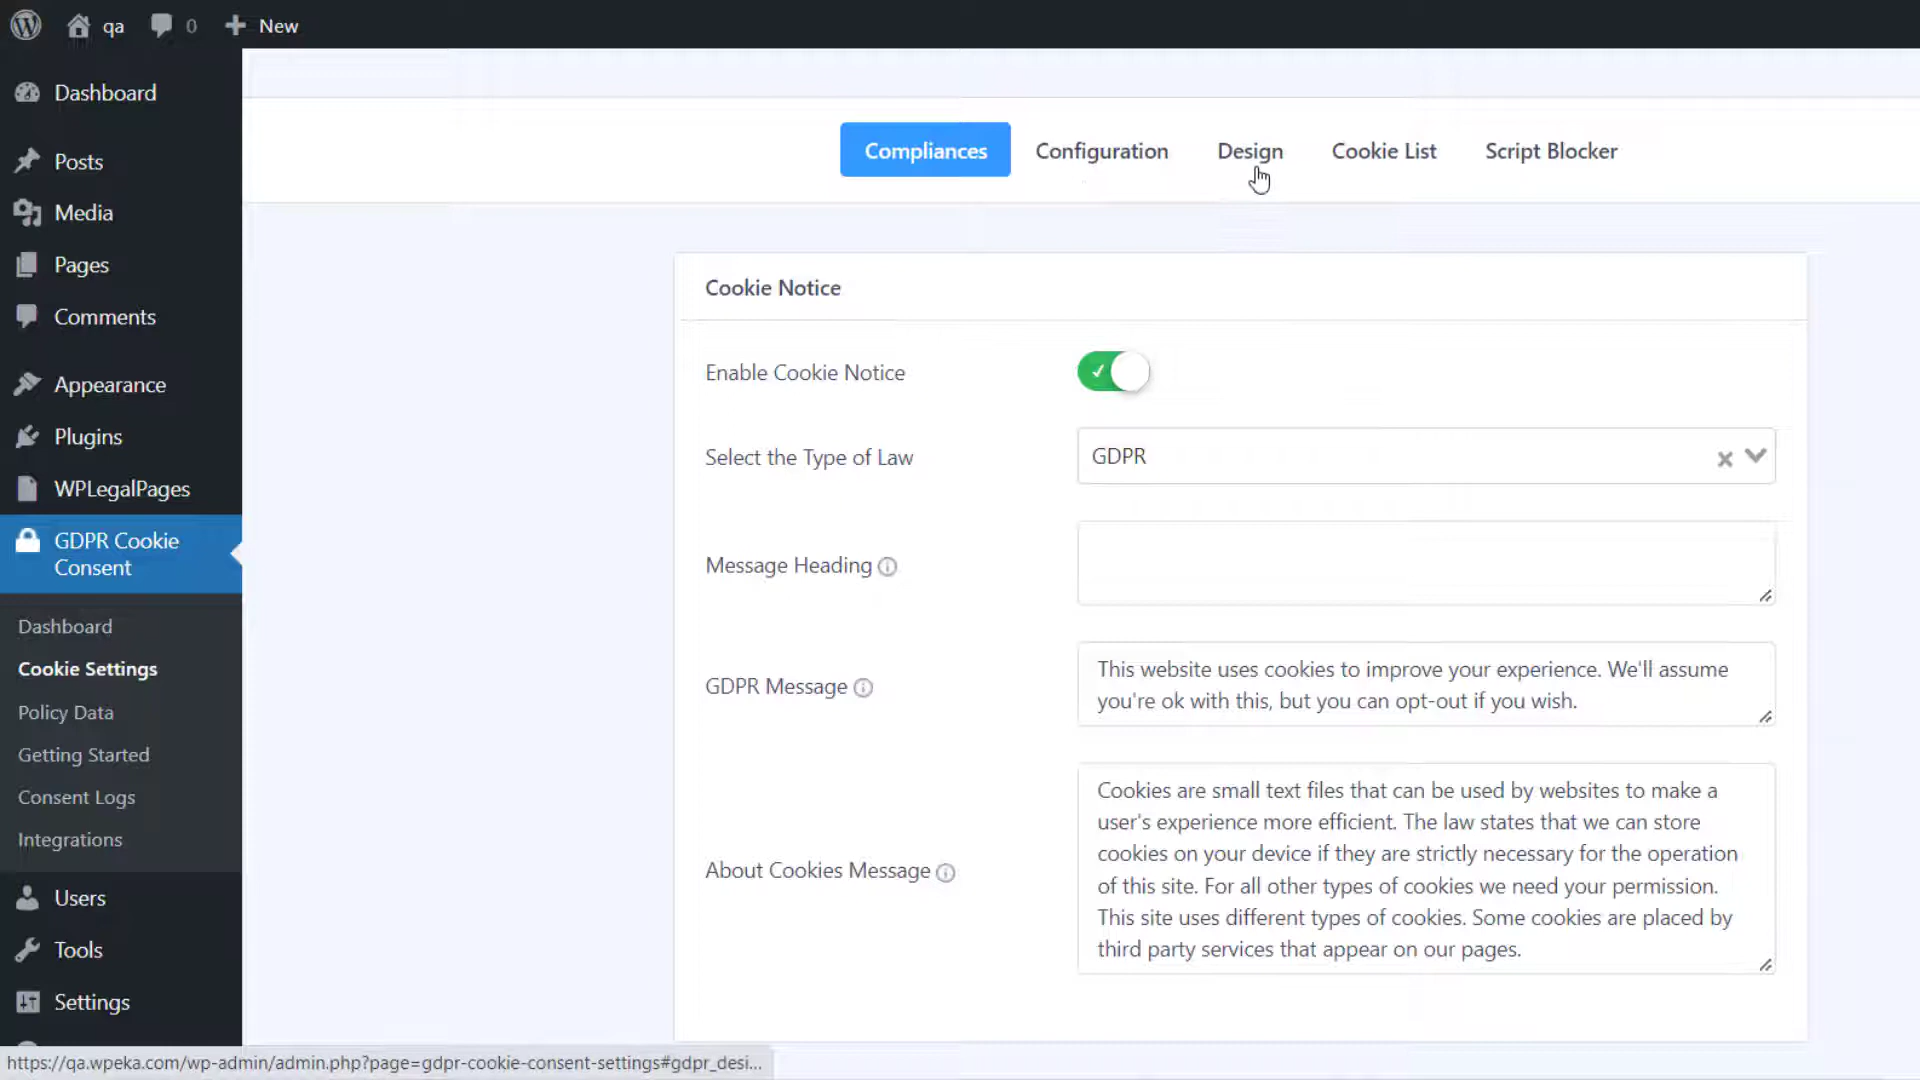 qa
0
New
Dashboard
Posts
Media
Pages
Comments
Appearance
Plugins
WPLegalPages
GDPR Cookie
Consent
Dashboard
Cookie Settings
Policy Data
Getting Started
Consent Logs
Integrations
Users
Tools
Settings
Compliances
Configuration
Design
Cookie List
Script Blocker
Cookie Notice
Enable Cookie Notice
Select the Type of Law
GDPR
Message Heading
GDPR Message
This website uses cookies to improve your experience. We'll assume
you're ok with this, but you can opt-out if you wish.
About Cookies Message
Cookies are small text files that can be used by websites to make a
user's experience more efficient. The law states that we can store
cookies on your device if they are strictly necessary for the operation
of this site. For all other types of cookies we need your permission.
This site uses different types of cookies. Some cookies are placed by
third party services that appear on our pages.
https://qa.wpeka.com/wp-admin/admin.php?page=gdpr-cookie-consent-settings#gdpr_desi...